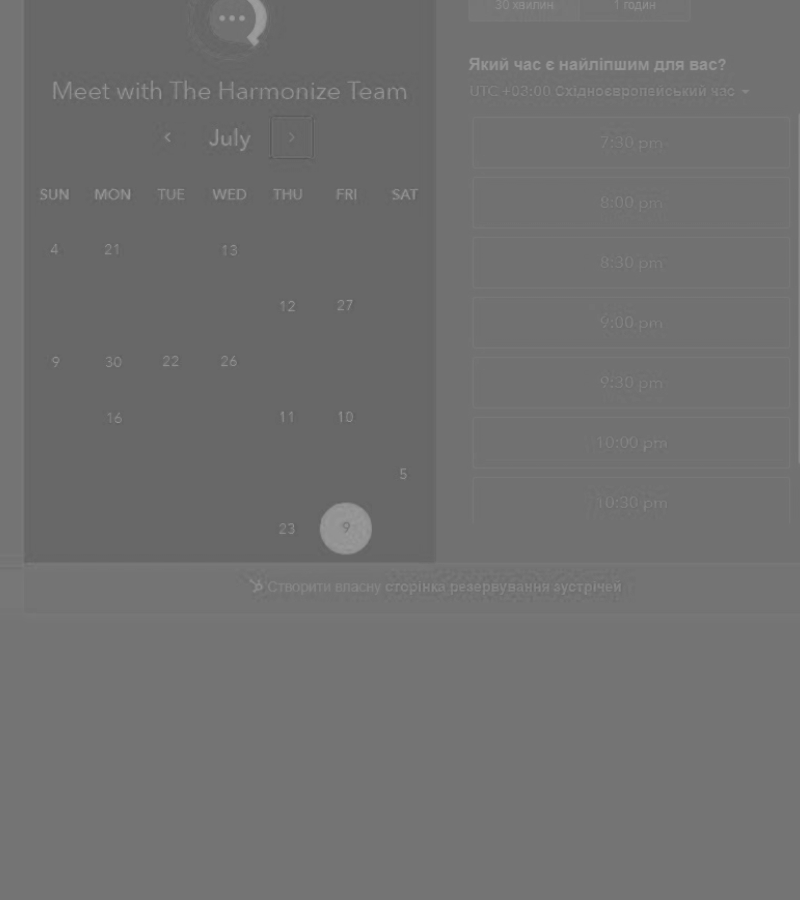 30 хвилин 1 годин
Який час є найліпшим для вас?
Meet with The Harmonize Team
UTC +03:00 Східноєвропейський час
July
7:30 pm
SUN MON TUE WED THU FRI SAT
8:00 pm
4 21 13
8:30 pm
12 27
9:00 pm
9 30 22 26
9:30 pm
16 11 10
10:00 pm
5
10:30 pm
23 9
Створити власну сторінка резервування зустрічей